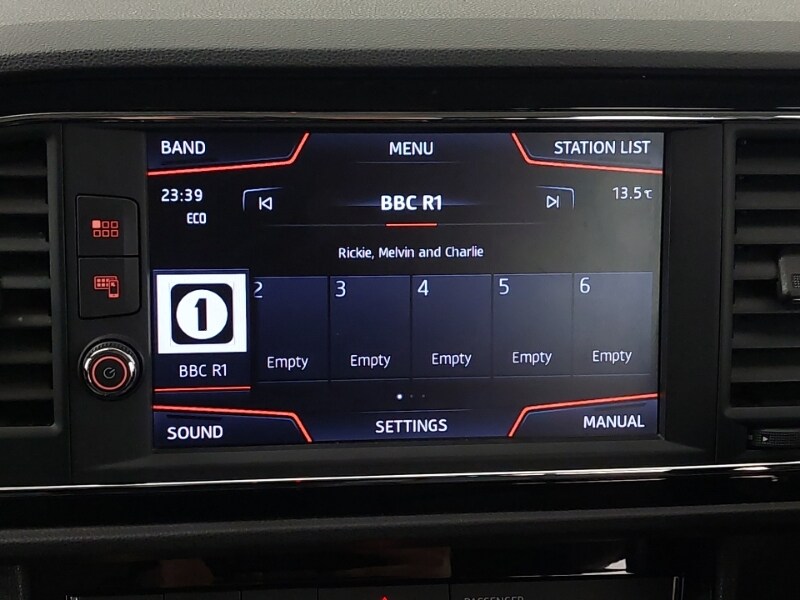 BAND MENU STATION LIST
23:39 BBC R1 13.5℃
ECO
Rickie, Melvin and Charlie
1 2 3 4 5 6
BBC R1 Empty Empty Empty Empty Empty
SOUND SETTINGS MANUAL
PASSENGER